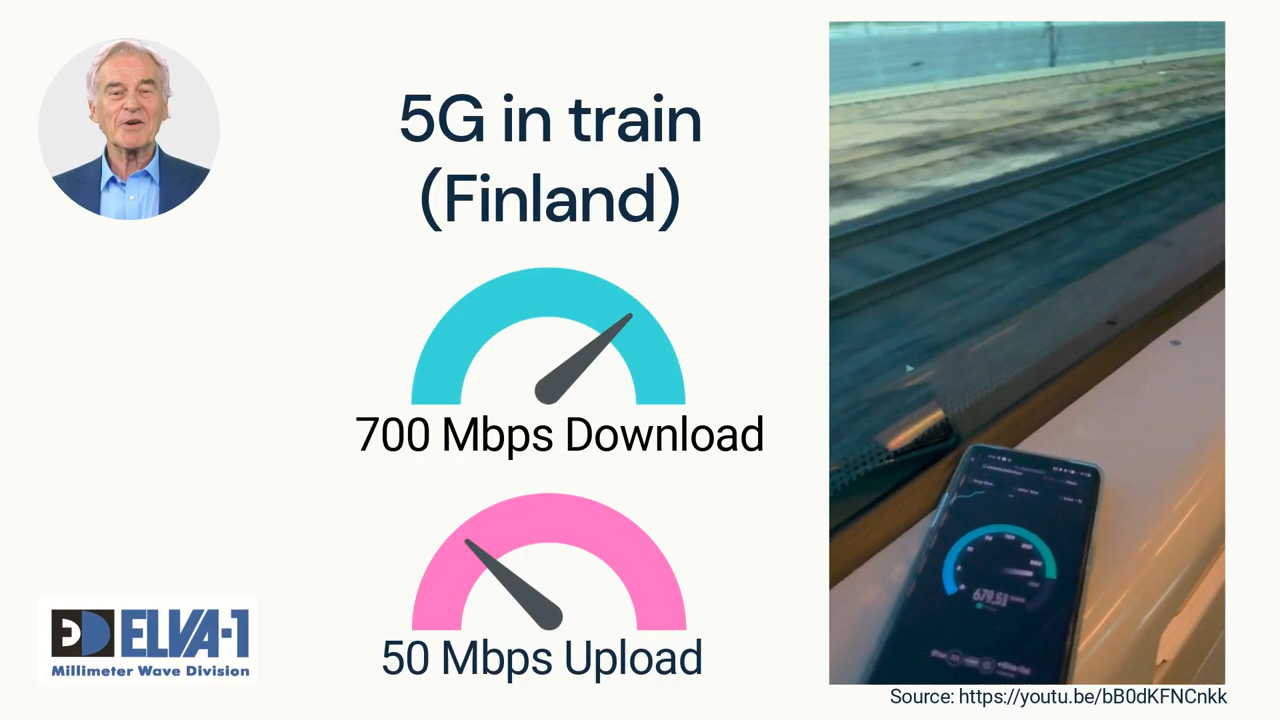 5G in train
(Finland)
700 Mbps Download
50 Mbps Upload
ELVA-1
Millimeter Wave Division
679.51
Source: https://youtu.be/bB0dKFNCnkk